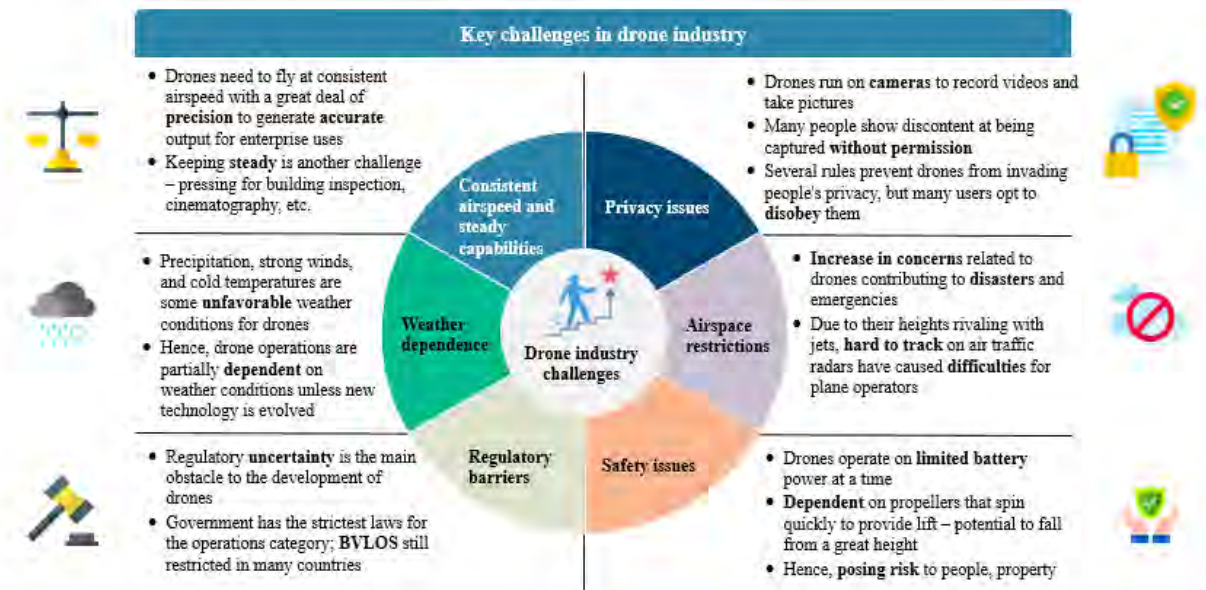 Key challenges in drone industry
• Drones need to fly at consistent
airspeed with a great deal of
precision to generate accurate
output for enterprise uses
• Keeping steady is another challenge
– pressing for building inspection,
cinematography, etc.
• Precipitation, strong winds,
and cold temperatures are
some unfavorable weather
conditions for drones
• Hence, drone operations are
partially dependent on
weather conditions unless new
technology is evolved
• Regulatory uncertainty is the main
obstacle to the development of
drones
• Government has the strictest laws for
the operations category; BVLOS still
restricted in many countries
Consistent
airspeed and
steady
capabilities
Privacy issues
Weather
dependence
Drone industry
challenges
Airspace
restrictions
Regulatory
barriers
Safety issues
• Drones run on cameras to record videos and
take pictures
• Many people show discontent at being
captured without permission
• Several rules prevent drones from invading
people's privacy, but many users opt to
disobey them
• Increase in concerns related to
drones contributing to disasters and
emergencies
• Due to their heights rivaling with
jets, hard to track on air traffic
radars have caused difficulties for
plane operators
• Drones operate on limited battery
power at a time
• Dependent on propellers that spin
quickly to provide lift – potential to fall
from a great height
• Hence, posing risk to people, property